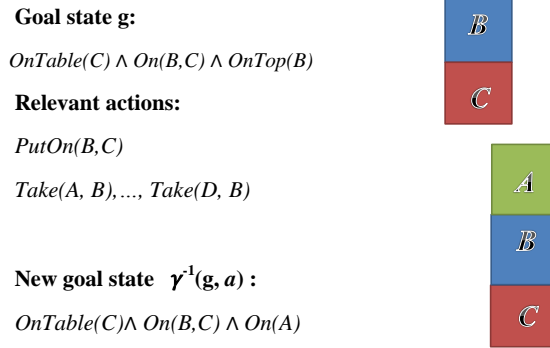 Goal state g:
B
OnTable(C) ∧ On(B,C) ∧ OnTop(B)
Relevant actions:
C
PutOn(B,C)
A
Take(A, B),…, Take(D, B)
B
New goal state γ⁻¹(g, a) :
C
OnTable(C)∧ On(B,C) ∧ On(A)